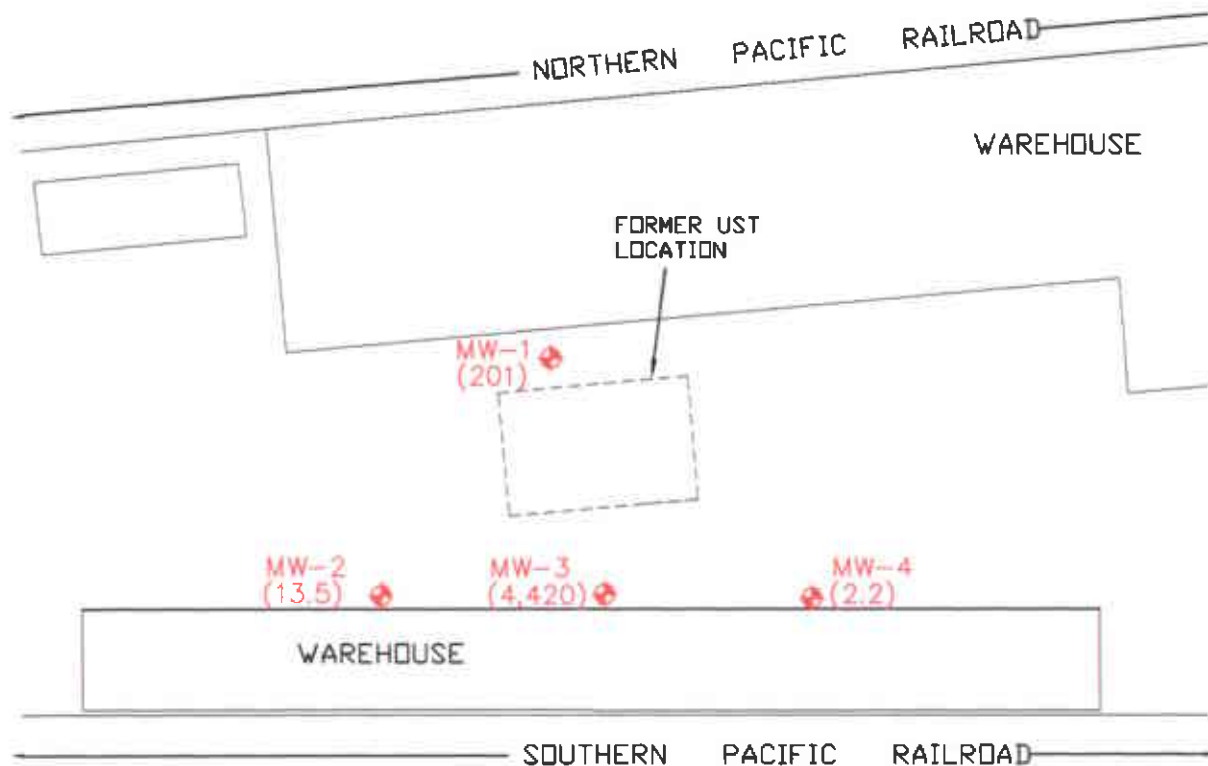 NORTHERN PACIFIC RAILROAD
WAREHOUSE
FORMER UST
LOCATION
MW-1
(201)
MW-2
(13.5)
MW-3
(4,420)
MW-4
(2.2)
WAREHOUSE
SOUTHERN PACIFIC RAILROAD